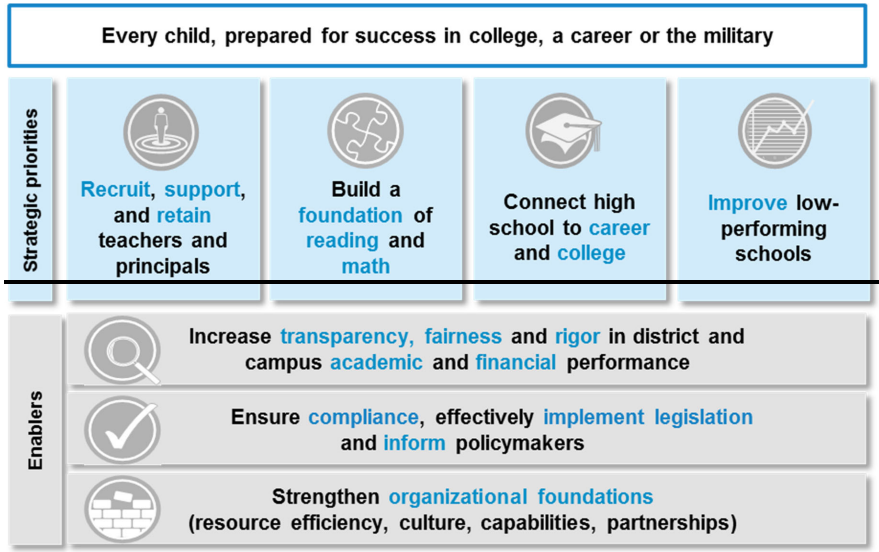 Every child, prepared for success in college, a career or the military
Strategic priorities
Recruit, support,
and retain
teachers and
principals
Build a
foundation of
reading and
math
Connect high
school to career
and college
Improve low-
performing
schools
Enablers
Increase transparency, fairness and rigor in district and
campus academic and financial performance
Ensure compliance, effectively implement legislation
and inform policymakers
Strengthen organizational foundations
(resource efficiency, culture, capabilities, partnerships)